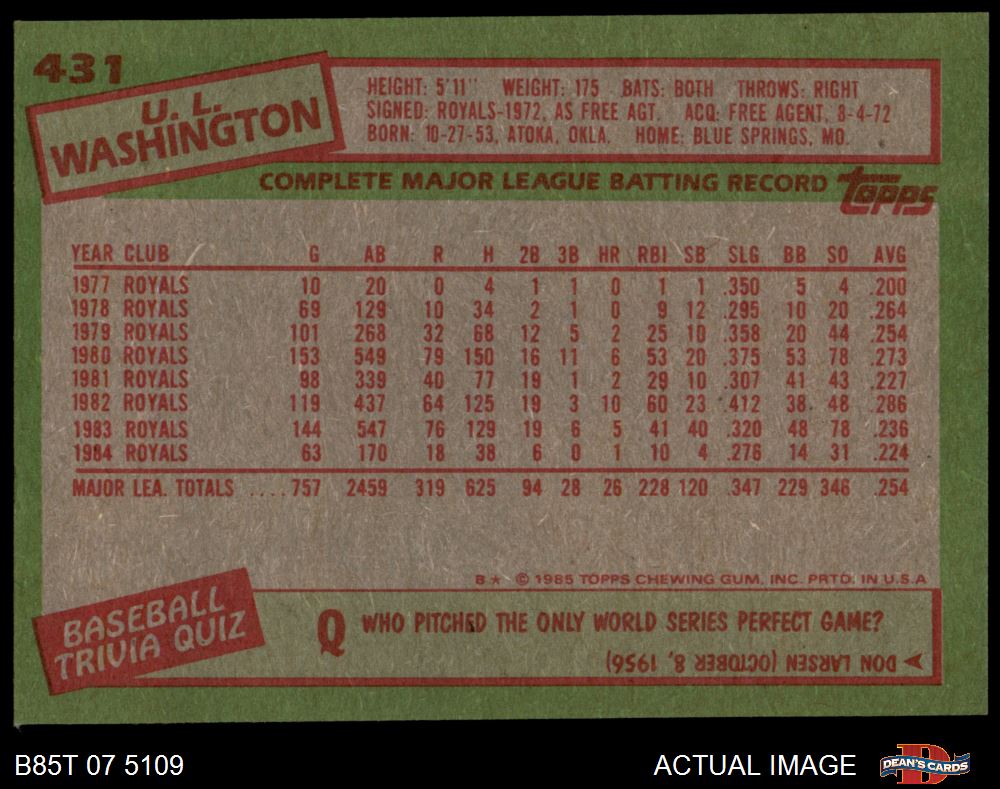 431
U. L.
WASHINGTON
HEIGHT: 5'11" WEIGHT: 175 BATS: BOTH THROWS: RIGHT
SIGNED: ROYALS-1972, AS FREE AGT. ACQ: FREE AGENT, 8-4-72
BORN: 10-27-53, ATOKA, OKLA. HOME: BLUE SPRINGS, MO.
COMPLETE MAJOR LEAGUE BATTING RECORD topps
YEAR CLUB G AB R H 2B 3B HR RBI SB SLG BB SO AVG
1977 ROYALS 10 20 0 4 1 1 0 1 1 .350 5 4 .200
1978 ROYALS 69 129 10 34 2 1 0 9 12 .295 10 20 .264
1979 ROYALS 101 268 32 68 12 5 2 25 10 .358 20 44 .254
1980 ROYALS 153 549 79 150 16 11 6 53 20 .375 53 78 .273
1981 ROYALS 98 339 40 77 19 1 2 29 10 .307 41 43 .227
1982 ROYALS 119 437 64 125 19 3 10 60 23 .412 38 48 .286
1983 ROYALS 144 547 76 129 19 6 5 41 40 .320 48 78 .236
1984 ROYALS 63 170 18 38 6 0 1 10 4 .276 14 31 .224
MAJOR LEA. TOTALS .... 757 2459 319 625 94 28 26 228 120 .347 229 346 .254
B★ © 1985 TOPPS CHEWING GUM, INC. PRTD. IN U.S.A
BASEBALL
TRIVIA QUIZ
Q WHO PITCHED THE ONLY WORLD SERIES PERFECT GAME?
DON LARSEN (OCTOBER 8, 1956)
B85T 07 5109
ACTUAL IMAGE
DEAN'S CARDS